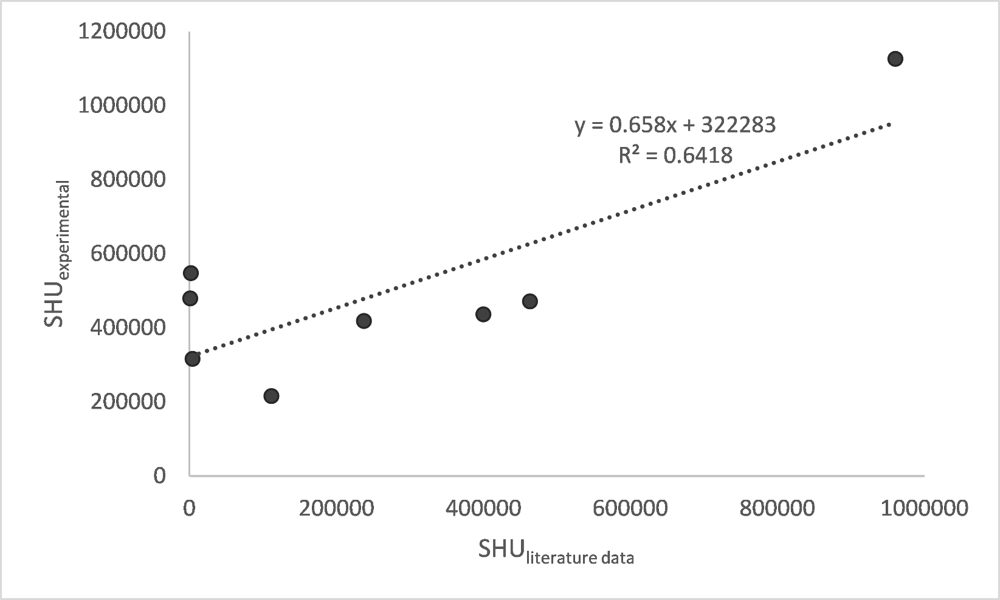 1200000
1000000
800000
600000
400000
200000
0
SHUexperimental
y = 0.658x + 322283
R² = 0.6418
0 200000 400000 600000 800000 1000000
SHUliterature data